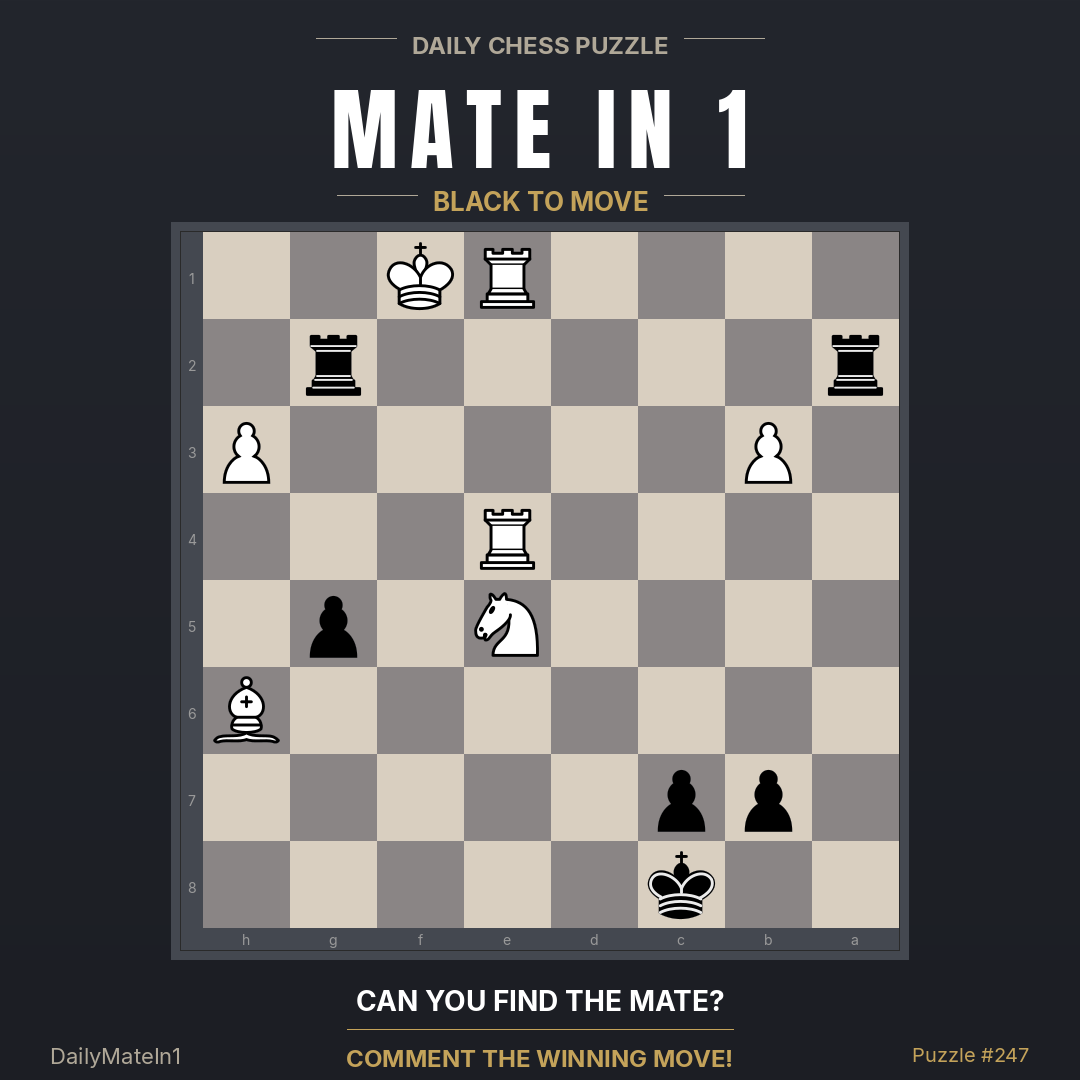 DAILY CHESS PUZZLE
MATE IN 1
BLACK TO MOVE
1
2
3
4
5
6
7
8
h g f e d c b a
CAN YOU FIND THE MATE?
DailyMateIn1
COMMENT THE WINNING MOVE!
Puzzle #247